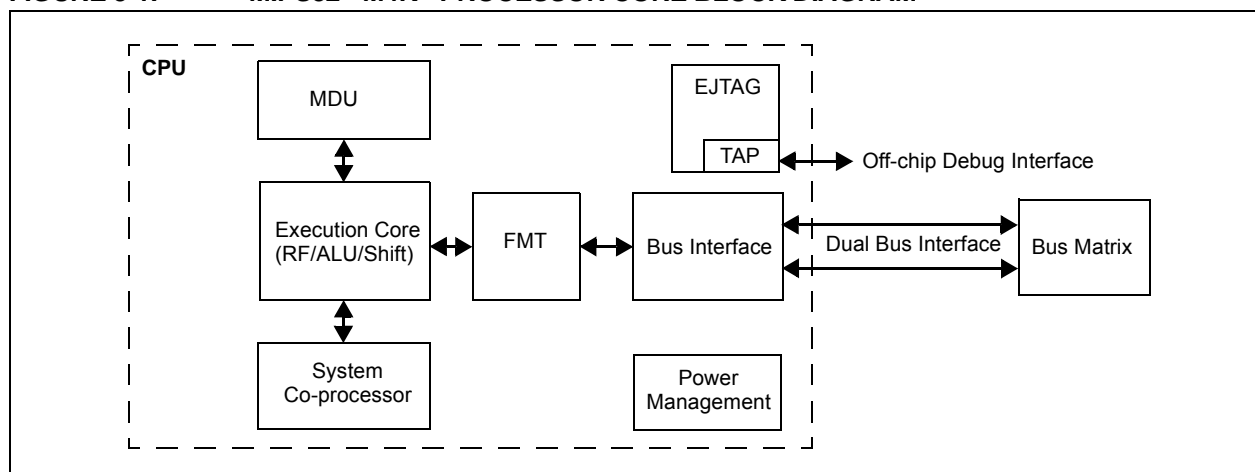 CPU
MDU
EJTAG
TAP
Off-chip Debug Interface
Execution Core
(RF/ALU/Shift)
FMT
Bus Interface
Dual Bus Interface
Bus Matrix
System
Co-processor
Power
Management